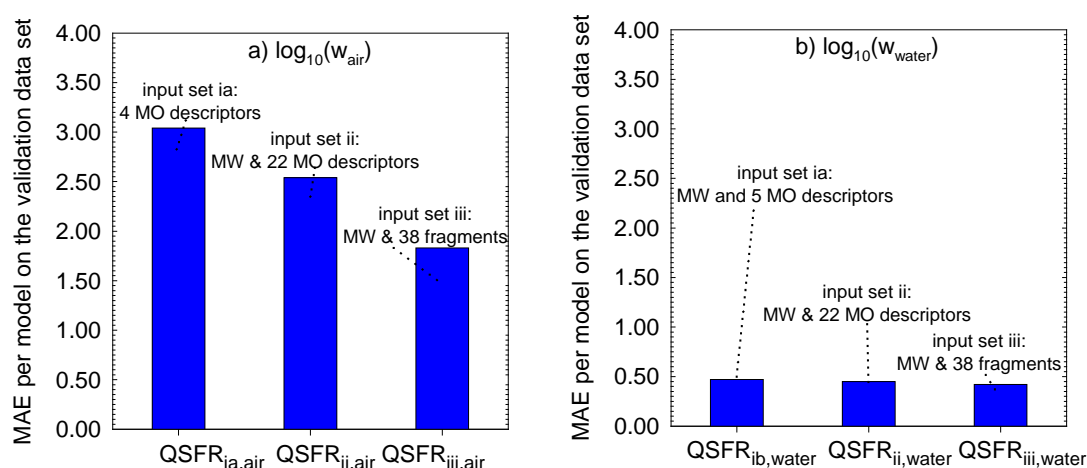 MAE per model on the validation data set
4.00
3.50
3.00
2.50
2.00
1.50
1.00
0.50
0.00
a) log10(wair)
input set ia:
4 MO descriptors
input set ii:
MW & 22 MO descriptors
input set iii:
MW & 38 fragments
QSFRia,air
QSFRii,air
QSFRiii,air
MAE per model on the validation data set
4.00
3.50
3.00
2.50
2.00
1.50
1.00
0.50
0.00
b) log10(wwater)
input set ia:
MW and 5 MO descriptors
input set ii:
MW & 22 MO descriptors
input set iii:
MW & 38 fragments
QSFRib,water
QSFRii,water
QSFRiii,water